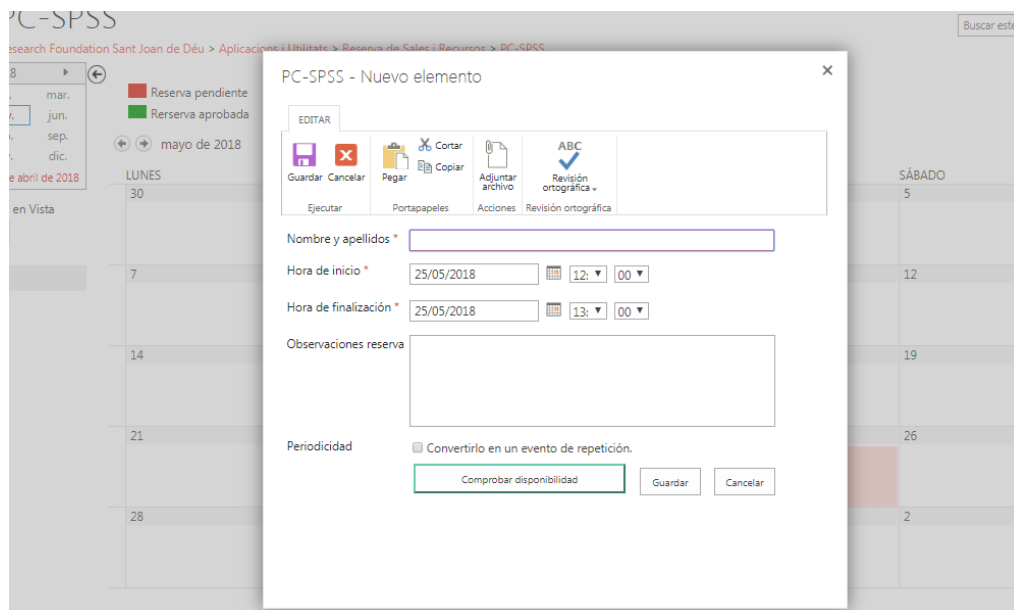 PC-SPSS
Buscar este
esearch Foundation Sant Joan de Déu > Aplicacions i Utilitats > Reserva de Sales i Recursos > PC-SPSS
8
mar.
jun.
sep.
dic.
e abril de 2018
en Vista
Reserva pendiente
Rerserva aprobada
mayo de 2018
LUNES
SÁBADO
30
5
7
12
14
19
21
26
28
2
PC-SPSS - Nuevo elemento
EDITAR
Guardar Cancelar
Pegar
Cortar
Copiar
Adjuntar
archivo
ABC
Revisión
ortográfica
Ejecutar
Portapapeles
Acciones
Revisión ortográfica
Nombre y apellidos *
Hora de inicio *
25/05/2018
12:
00
Hora de finalización *
25/05/2018
13:
00
Observaciones reserva
Periodicidad
Convertirlo en un evento de repetición.
Comprobar disponibilidad
Guardar
Cancelar